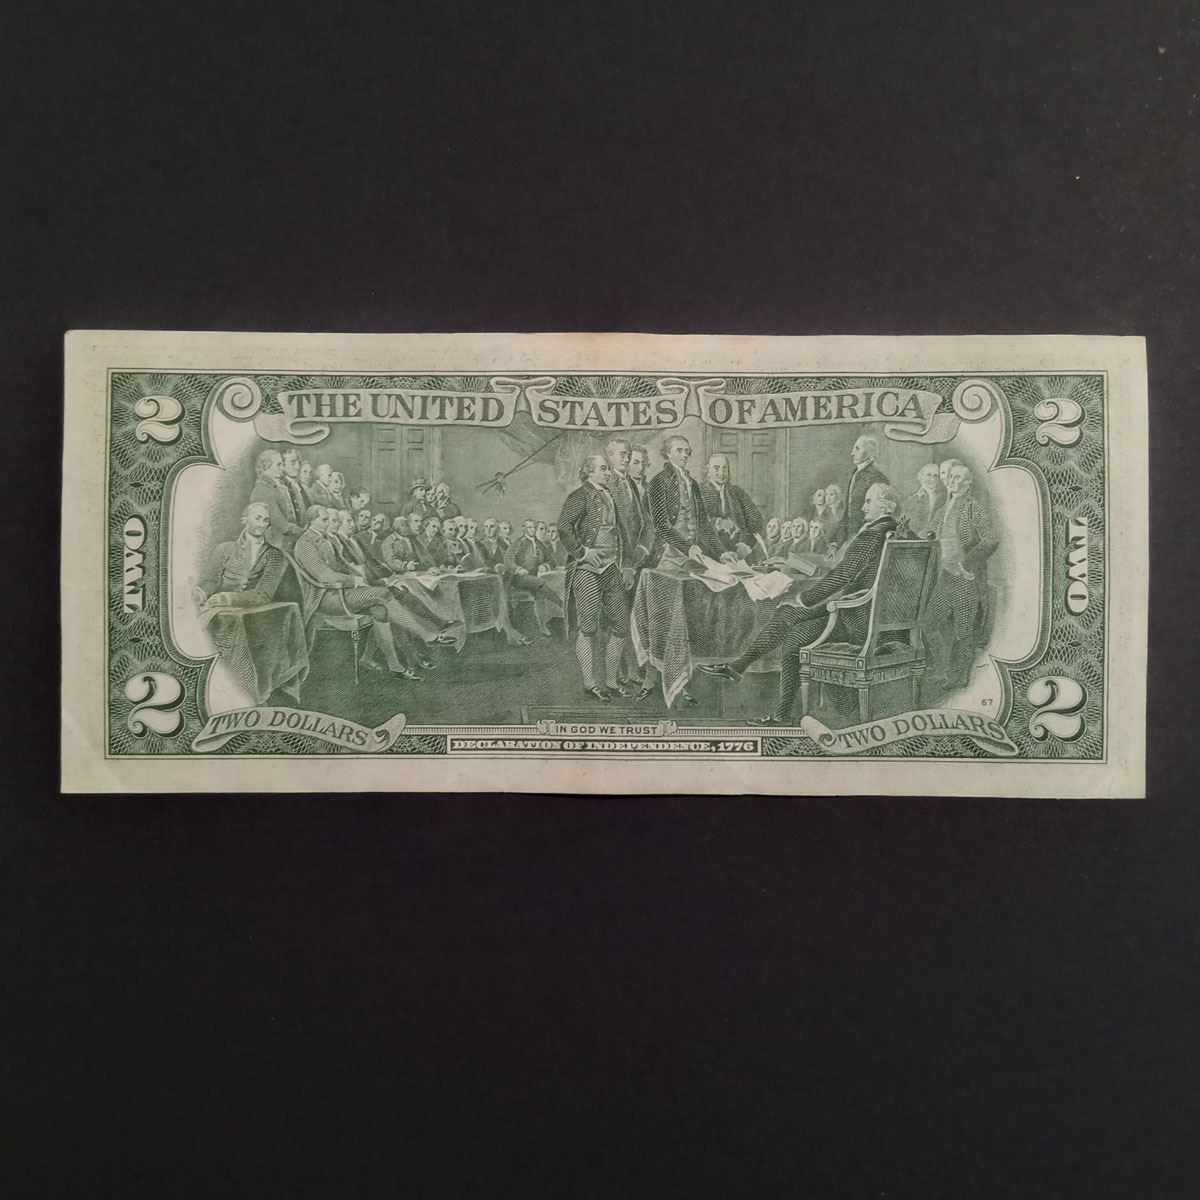 2
THE UNITED STATES OF AMERICA
2
TWO
TWO
2
TWO DOLLARS
IN GOD WE TRUST
DECLARATION OF INDEPENDENCE, 1776
TWO DOLLARS
67
2